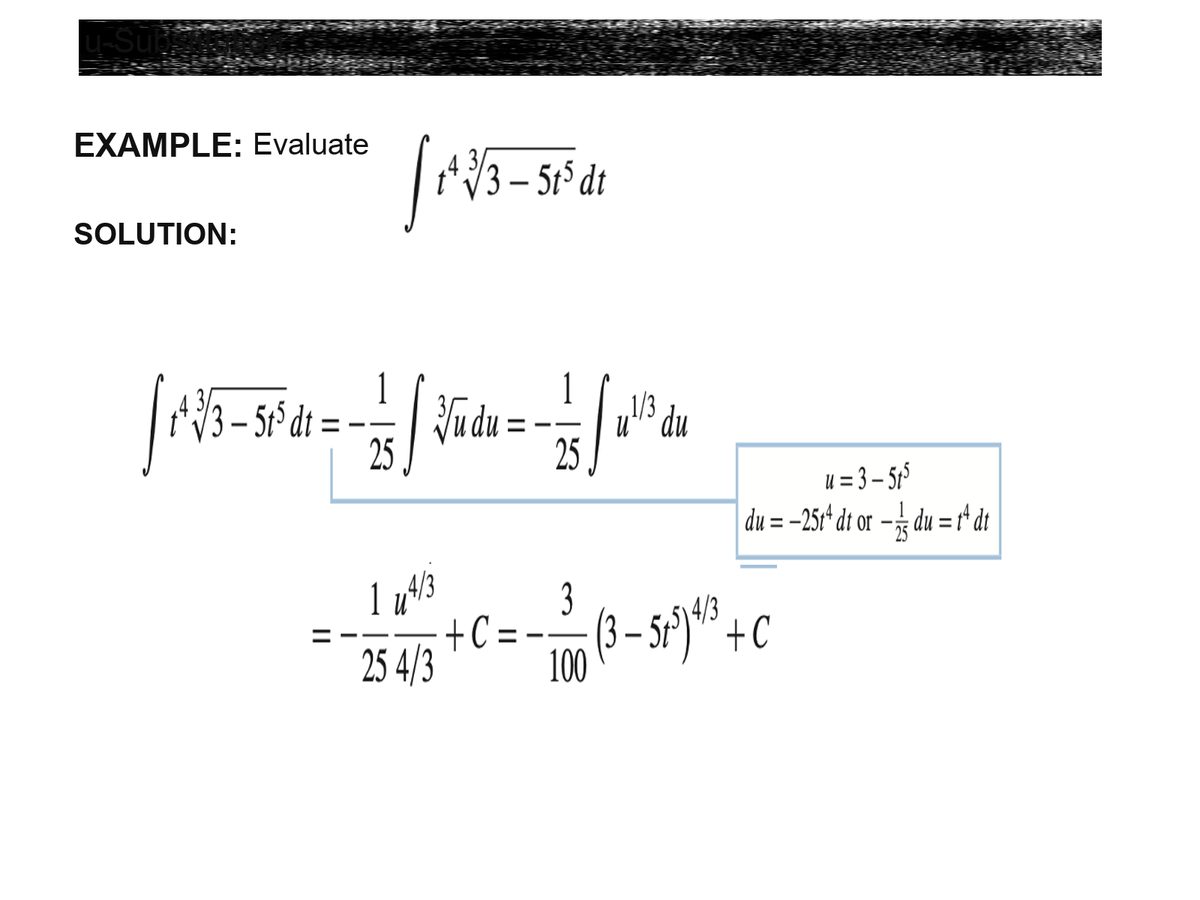 u-Sub
EXAMPLE: Evaluate ∫ t⁴ ∛(3 – 5t⁵) dt
SOLUTION:
∫ t⁴ ∛(3 – 5t⁵) dt = –1/25 ∫ ∛u du = –1/25 ∫ u^(1/3) du
u = 3 – 5t⁵
du = –25t⁴ dt or –1/25 du = t⁴ dt
= –1/25 u^(4/3)/(4/3) + C = –3/100 (3 – 5t⁵)^(4/3) + C